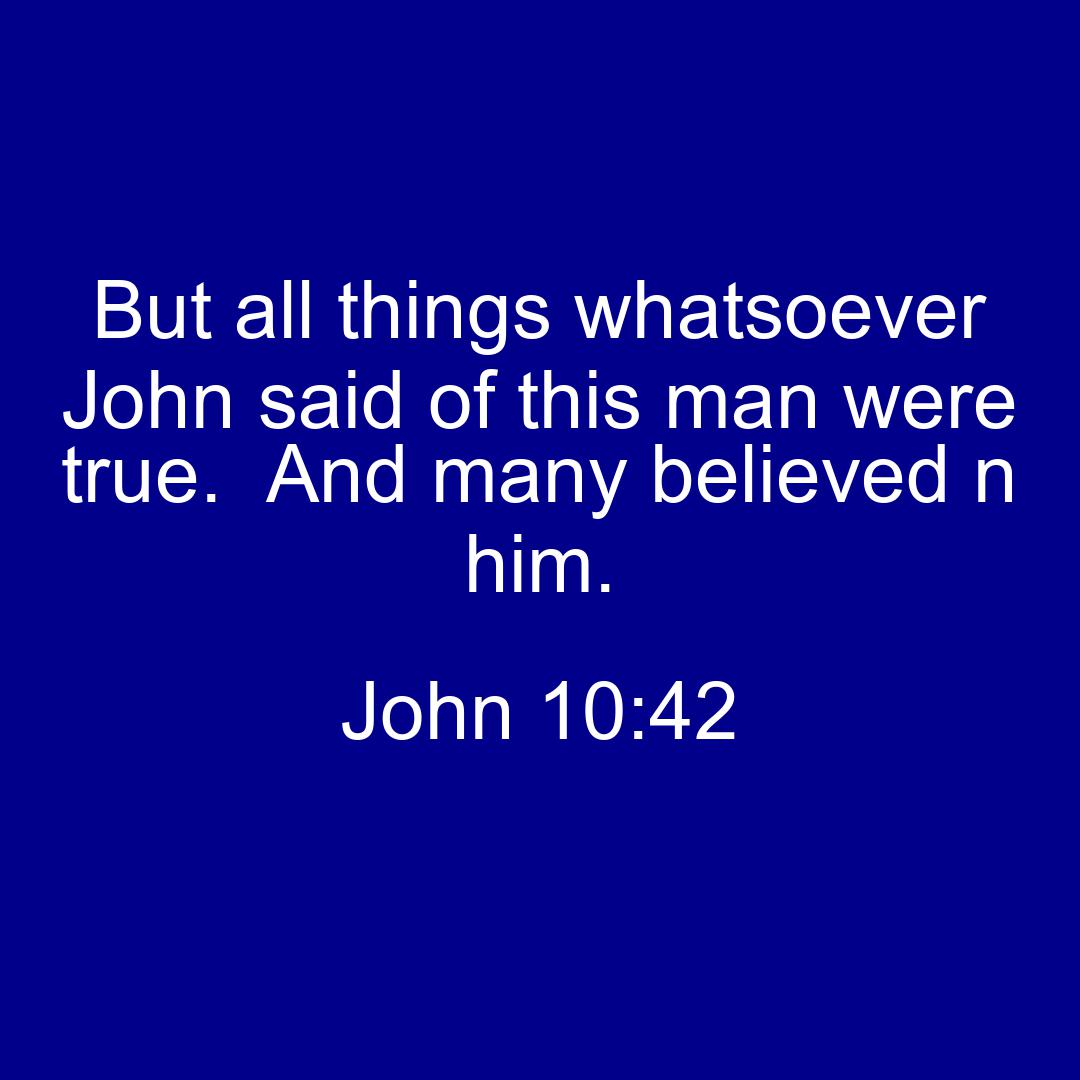 But all things whatsoever
John said of this man were
true.  And many believed n
him.
John 10:42